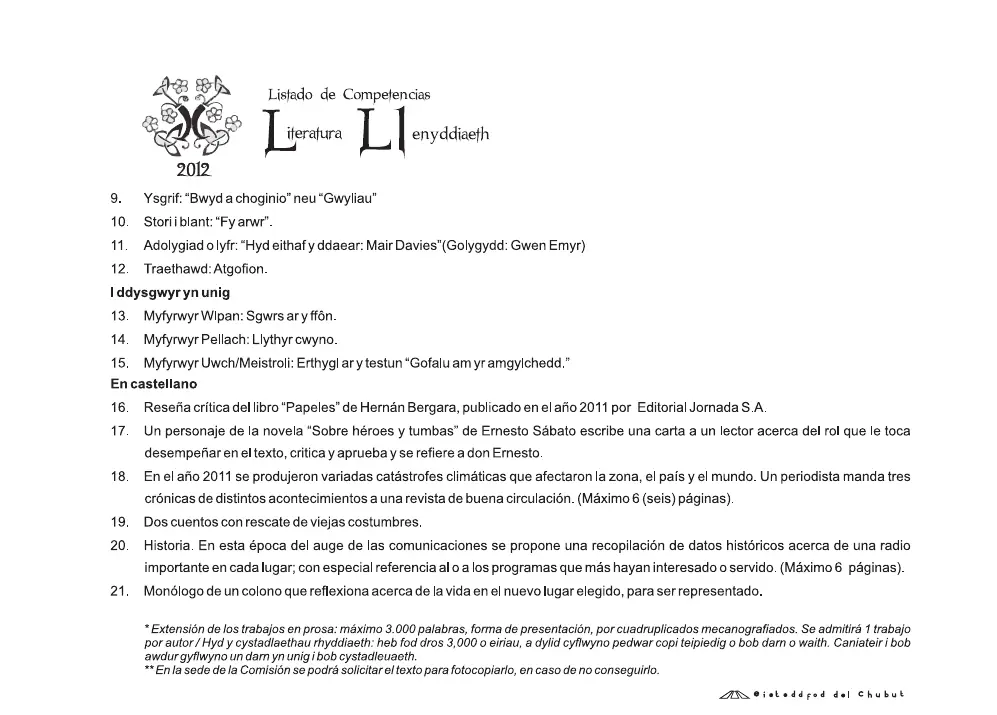 Listado de Competencias
Literatura Llenyddiaeth
2012
9. Ysgrif: “Bwyd a choginio” neu “Gwyliau”
10. Stori i blant: “Fy arwr”.
11. Adolygiad o lyfr: “Hyd eithaf y ddaear: Mair Davies”(Golygydd: Gwen Emyr)
12. Traethawd: Atgofion.
I ddysgwyr yn unig
13. Myfyrwyr Wlpan: Sgwrs ar y ffôn.
14. Myfyrwyr Pellach: Llythyr cwyno.
15. Myfyrwyr Uwch/Meistroli: Erthygl ar y testun “Gofalu am yr amgylchedd.”
En castellano
16. Reseña crítica del libro “Papeles” de Hernán Bergara, publicado en el año 2011 por Editorial Jornada S.A.
17. Un personaje de la novela “Sobre héroes y tumbas” de Ernesto Sábato escribe una carta a un lector acerca del rol que le toca
desempeñar en el texto, critica y aprueba y se refiere a don Ernesto.
18. En el año 2011 se produjeron variadas catástrofes climáticas que afectaron la zona, el país y el mundo. Un periodista manda tres
crónicas de distintos acontecimientos a una revista de buena circulación. (Máximo 6 (seis) páginas).
19. Dos cuentos con rescate de viejas costumbres.
20. Historia. En esta época del auge de las comunicaciones se propone una recopilación de datos históricos acerca de una radio
importante en cada lugar; con especial referencia al o a los programas que más hayan interesado o servido. (Máximo 6 páginas).
21. Monólogo de un colono que reflexiona acerca de la vida en el nuevo lugar elegido, para ser representado.
* Extensión de los trabajos en prosa: máximo 3.000 palabras, forma de presentación, por cuadruplicados mecanografiados. Se admitirá 1 trabajo
por autor / Hyd y cystadlaethau rhyddiaeth: heb fod dros 3,000 o eiriau, a dylid cyflwyno pedwar copi teipiedig o bob darn o waith. Caniateir i bob
awdur gyflwyno un darn yn unig i bob cystadleuaeth.
** En la sede de la Comisión se podrá solicitar el texto para fotocopiarlo, en caso de no conseguirlo.
eisteddfod del Chubut